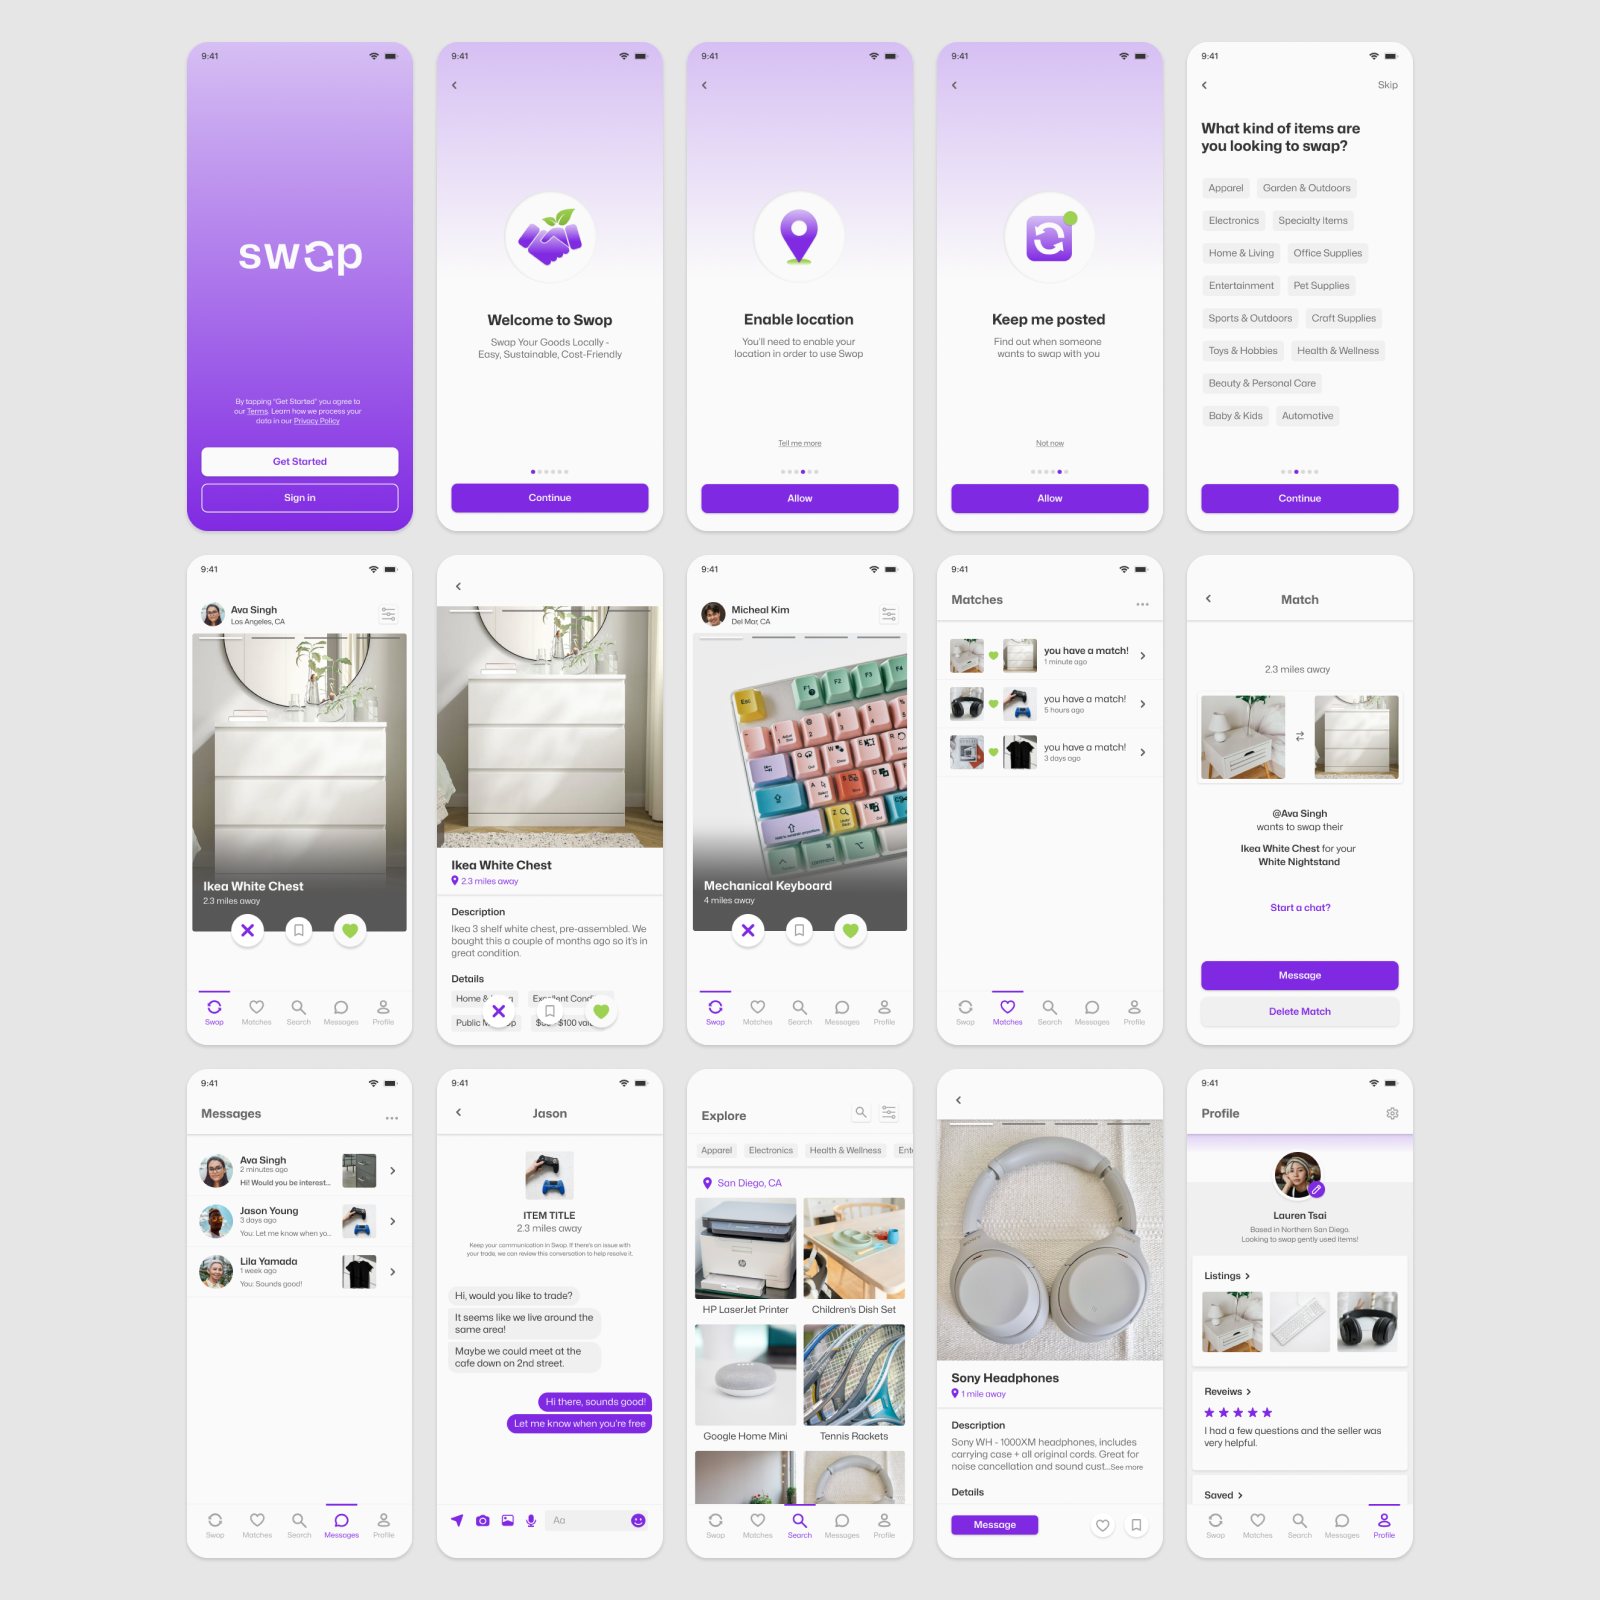 9:41
swop
By tapping "Get Started" you agree to
our Terms. Learn how we process your
data in our Privacy Policy
Get Started
Sign in
9:41
Welcome to Swop
Swap Your Goods Locally -
Easy, Sustainable, Cost-Friendly
Continue
9:41
Enable location
You'll need to enable your
location in order to use Swop
Tell me more
Allow
9:41
Keep me posted
Find out when someone
wants to swap with you
Not now
Allow
9:41
Skip
What kind of items are
you looking to swap?
Apparel
Garden & Outdoors
Electronics
Specialty Items
Home & Living
Office Supplies
Entertainment
Pet Supplies
Sports & Outdoors
Craft Supplies
Toys & Hobbies
Health & Wellness
Beauty & Personal Care
Baby & Kids
Automotive
Continue
9:41
Ava Singh
Los Angeles, CA
Ikea White Chest
2.3 miles away
Swap
Matches
Search
Messages
Profile
Ikea White Chest
2.3 miles away
Description
Ikea 3 shelf white chest, pre-assembled. We
bought this a couple of months ago so it's in
great condition.
Details
Home &
Excellent Cond
Public M
$100 val
9:41
Micheal Kim
Del Mar, CA
Esc
F1
F2
F3
F4
Mechanical Keyboard
4 miles away
Swap
Matches
Search
Messages
Profile
9:41
Matches
you have a match!
1 minute ago
you have a match!
5 hours ago
you have a match!
3 days ago
Swap
Matches
Search
Messages
Profile
Match
2.3 miles away
@Ava Singh
wants to swap their
Ikea White Chest for your
White Nightstand
Start a chat?
Message
Delete Match
9:41
Messages
Ava Singh
2 minutes ago
Hi! Would you be interest...
Jason Young
3 days ago
You: Let me know when yo...
Lila Yamada
1 week ago
You: Sounds good!
Swap
Matches
Search
Messages
Profile
9:41
Jason
ITEM TITLE
2.3 miles away
Keep your communication in Swop. If there's an issue with
your trade, we can review this conversation to help resolve it.
Hi, would you like to trade?
It seems like we live around the
same area!
Maybe we could meet at the
cafe down on 2nd street.
Hi there, sounds good!
Let me know when you're free
Aa
Explore
Apparel
Electronics
Health & Wellness
Ente
San Diego, CA
HP LaserJet Printer
Children's Dish Set
Google Home Mini
Tennis Rackets
Swap
Matches
Search
Messages
Profile
SONY
Sony Headphones
1 mile away
Description
Sony WH - 1000XM headphones, includes
carrying case + all original cords. Great for
noise cancellation and sound cust...See more
Details
Message
9:41
Profile
Lauren Tsai
Based in Northern San Diego.
Looking to swap gently used items!
Listings
Reveiws
I had a few questions and the seller was
very helpful.
Saved
Swap
Matches
Search
Messages
Profile